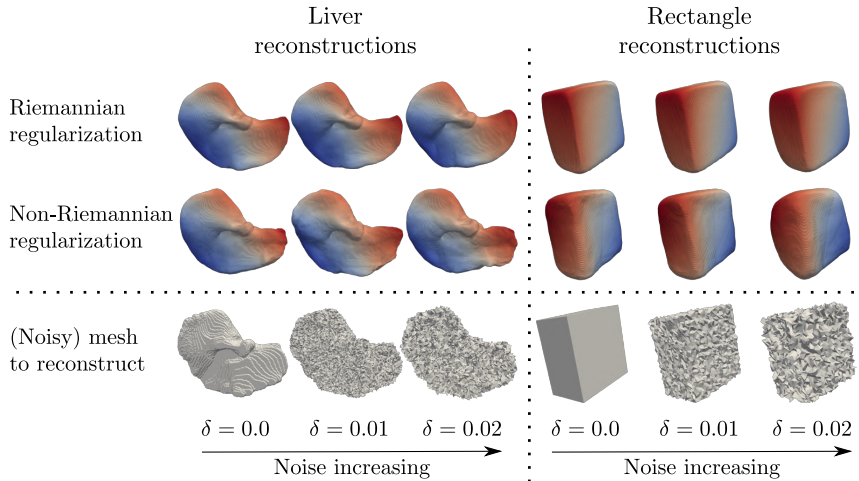 Liver
reconstructions
Rectangle
reconstructions
Riemannian
regularization
Non-Riemannian
regularization
(Noisy) mesh
to reconstruct
δ = 0.0
δ = 0.01
δ = 0.02
δ = 0.0
δ = 0.01
δ = 0.02
Noise increasing
Noise increasing